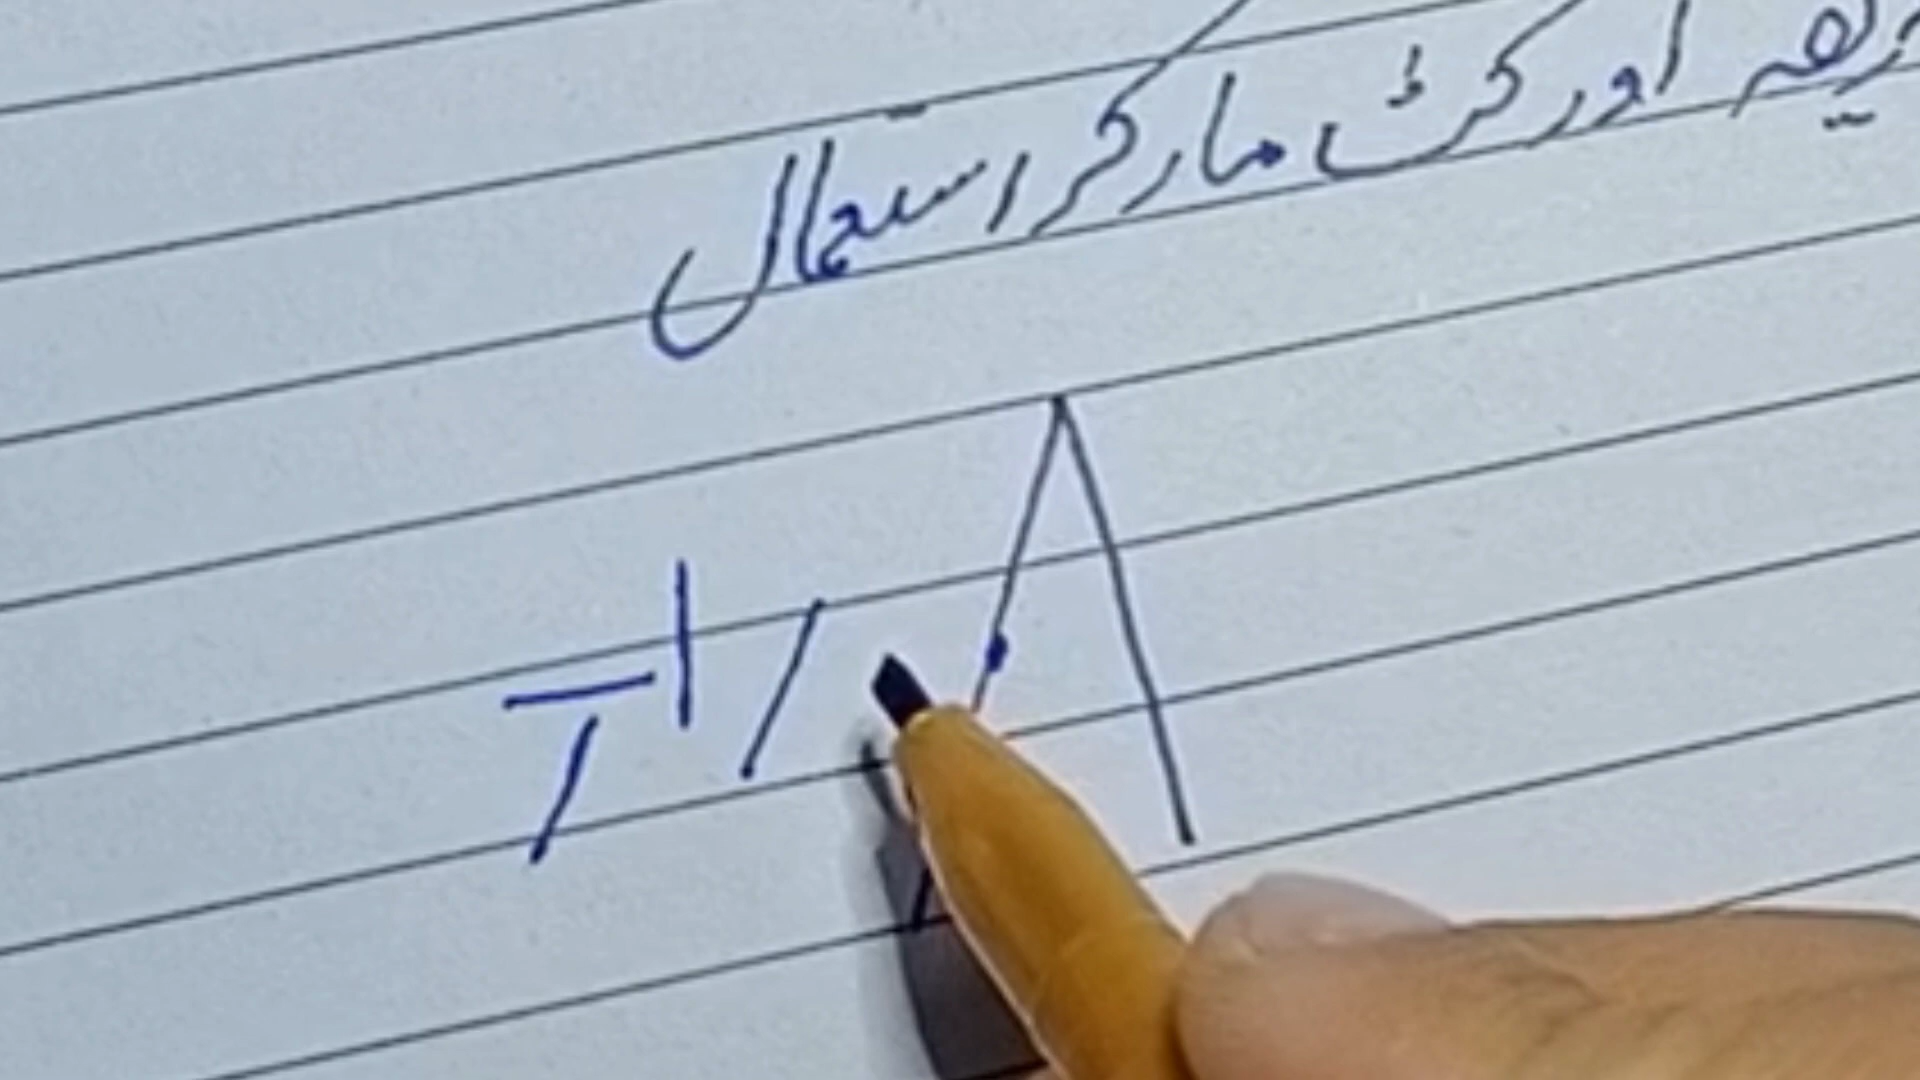 اور کٹ مارکر استعمال